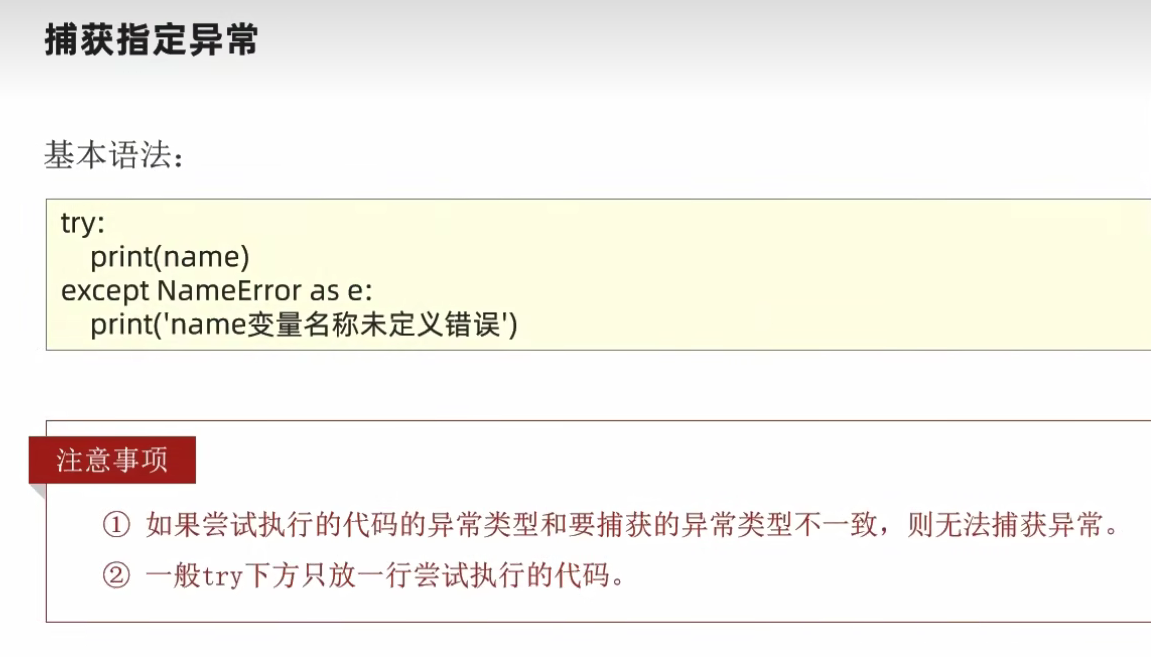 捕获指定异常
基本语法：
try:
    print(name)
except NameError as e:
    print('name变量名称未定义错误')
注意事项
① 如果尝试执行的代码的异常类型和要捕获的异常类型不一致，则无法捕获异常。
② 一般try下方只放一行尝试执行的代码。